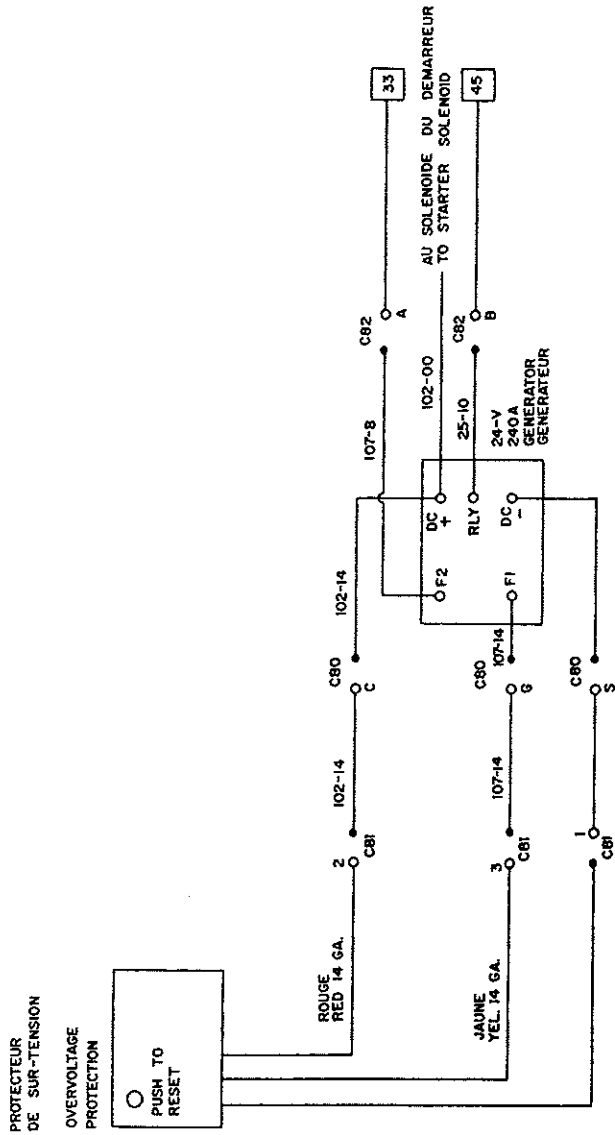 PROTECTEUR
DE SUR-TENSION
OVERVOLTAGE
PROTECTION
PUSH TO
RESET
ROUGE
RED 14 GA.
2
C81
102-14
C80
C
102-14
JAUNE
YEL. 14 GA.
3
C81
107-14
C80
G
107-14
C81
1
C80
S
F2
F1
DC
+
RLY
DC
-
24-V
240A
GENERATOR
GENERATEUR
107-8
C82
A
33
102-00
AU SOLENOIDE DU DEMARREUR
TO STARTER SOLENOID
25-10
C82
B
45